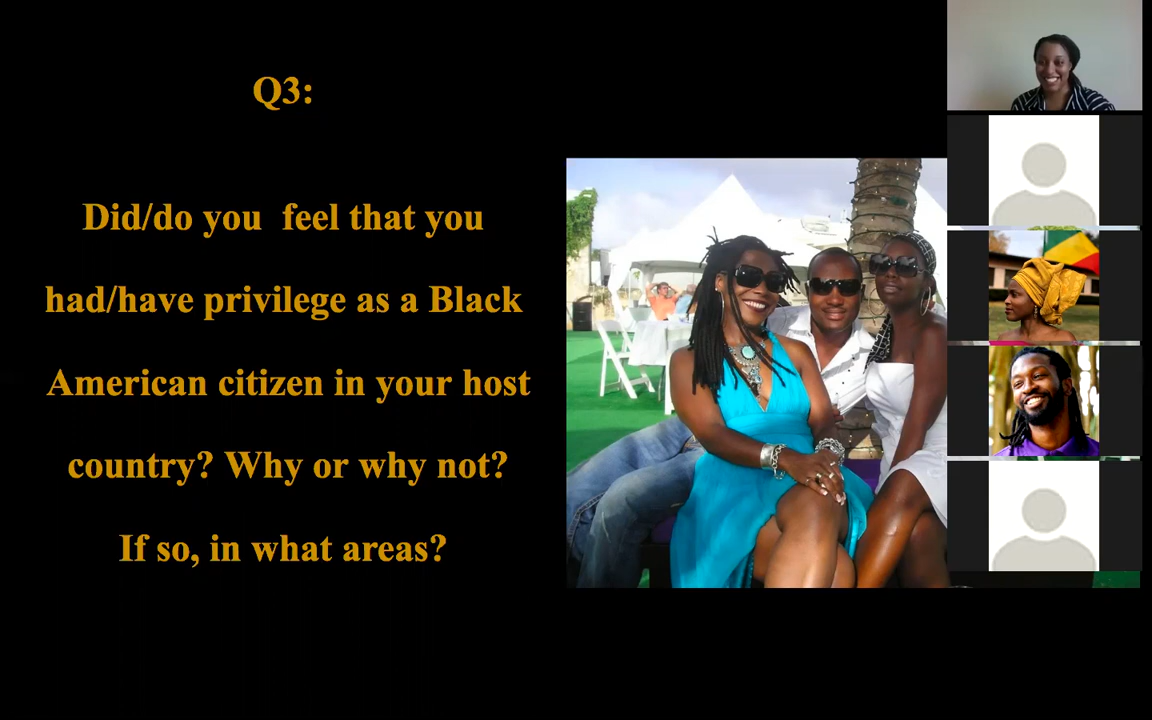 Q3:
Did/do you  feel that you
had/have privilege as a Black
American citizen in your host
country? Why or why not?
If so, in what areas?